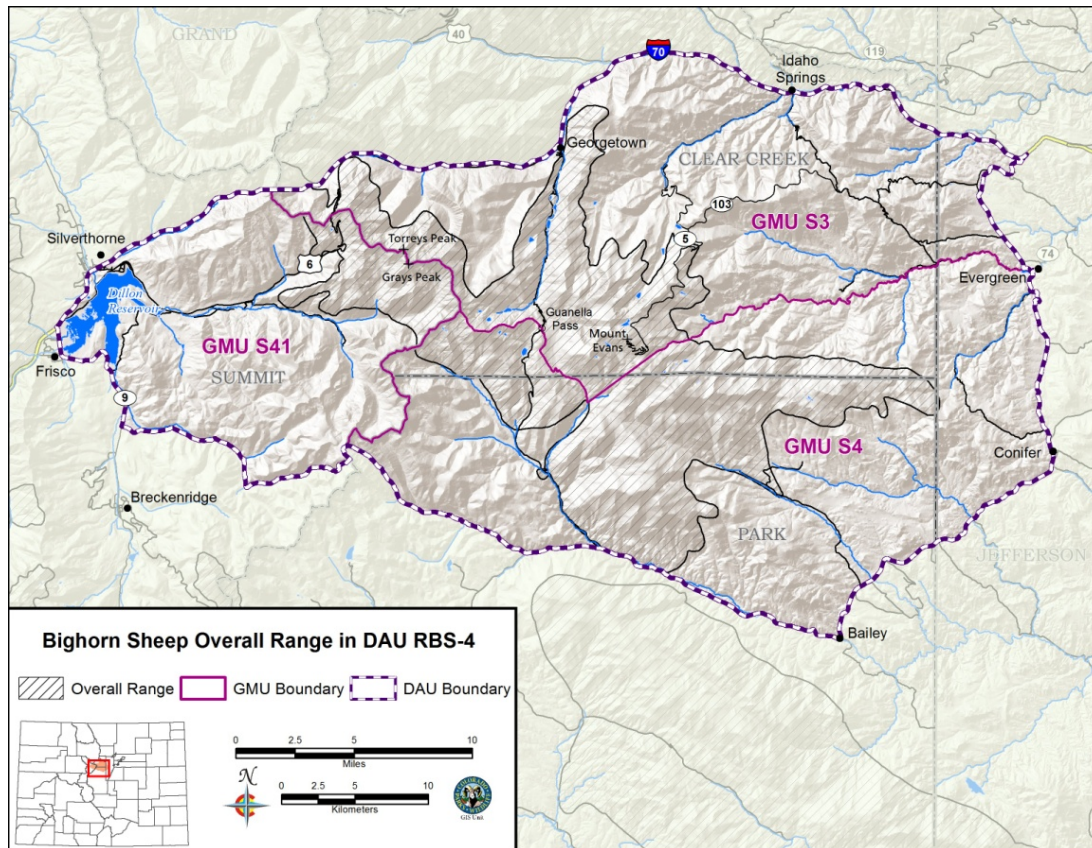 GRAND
40
119
70
Idaho
Springs
Georgetown
CLEAR CREEK
103
GMU S3
Silverthorne
6
Torreys Peak
5
74
Grays Peak
Evergreen
Dillon
Reservoir
Guanella
Pass
Mount
Evans
GMU S41
Frisco
SUMMIT
9
GMU S4
Conifer
Breckenridge
PARK
JEFFERSON
Bailey
Bighorn Sheep Overall Range in DAU RBS-4
Overall Range
GMU Boundary
DAU Boundary
0 2.5 5 10
Miles
N
0 2.5 5 10
Kilometers
GIS Unit